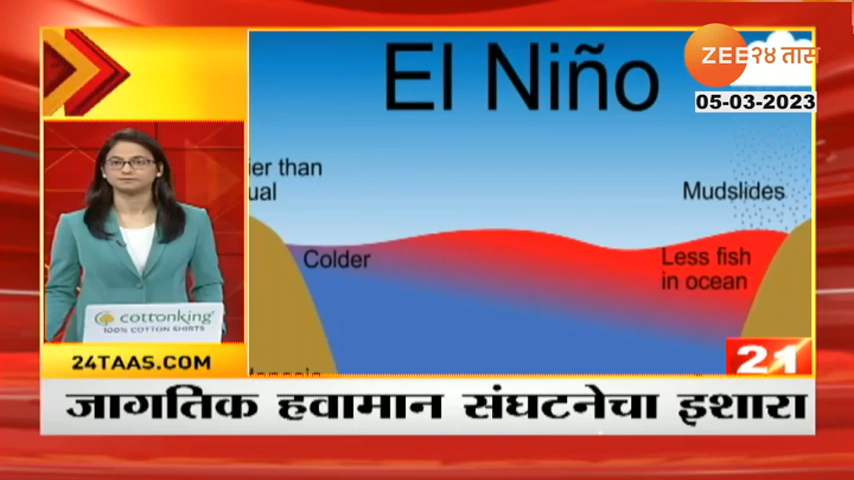 El Niño
ZEE २४ तास
05-03-2023
ier than
ual
Mudslides
Colder
Less fish
in ocean
cottonking
100% COTTON SHIRTS
24TAAS.COM
21
जागतिक हवामान संघटनेचा इशारा